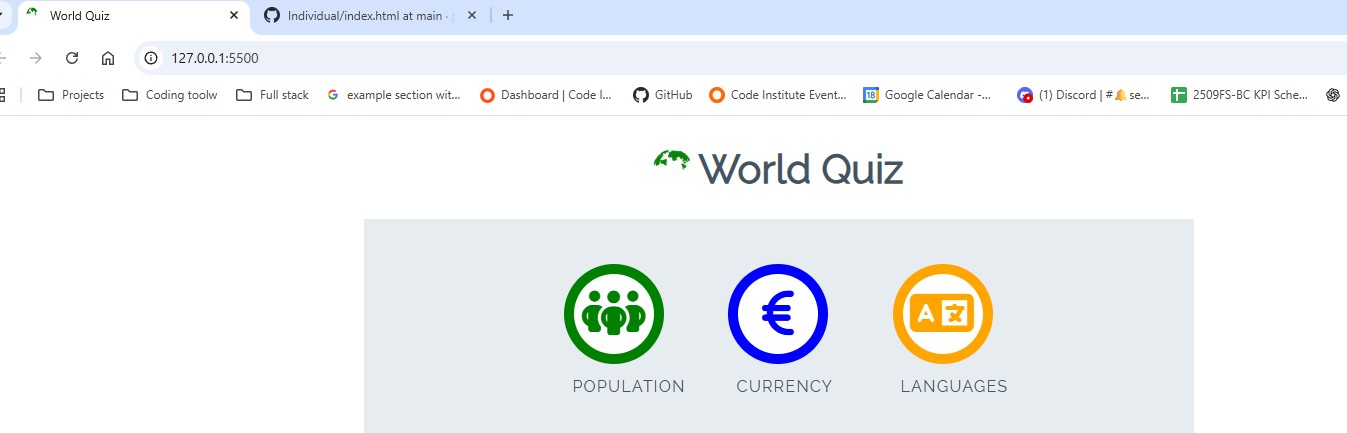 World Quiz
Individual/index.html at main ·
127.0.0.1:5500
Projects Coding toolw Full stack example section wit... Dashboard | Code I... GitHub Code Institute Event... 18 Google Calendar -... (1) Discord | #🔔 se... 2509FS-BC KPI Sche...
World Quiz
A 文
POPULATION CURRENCY LANGUAGES